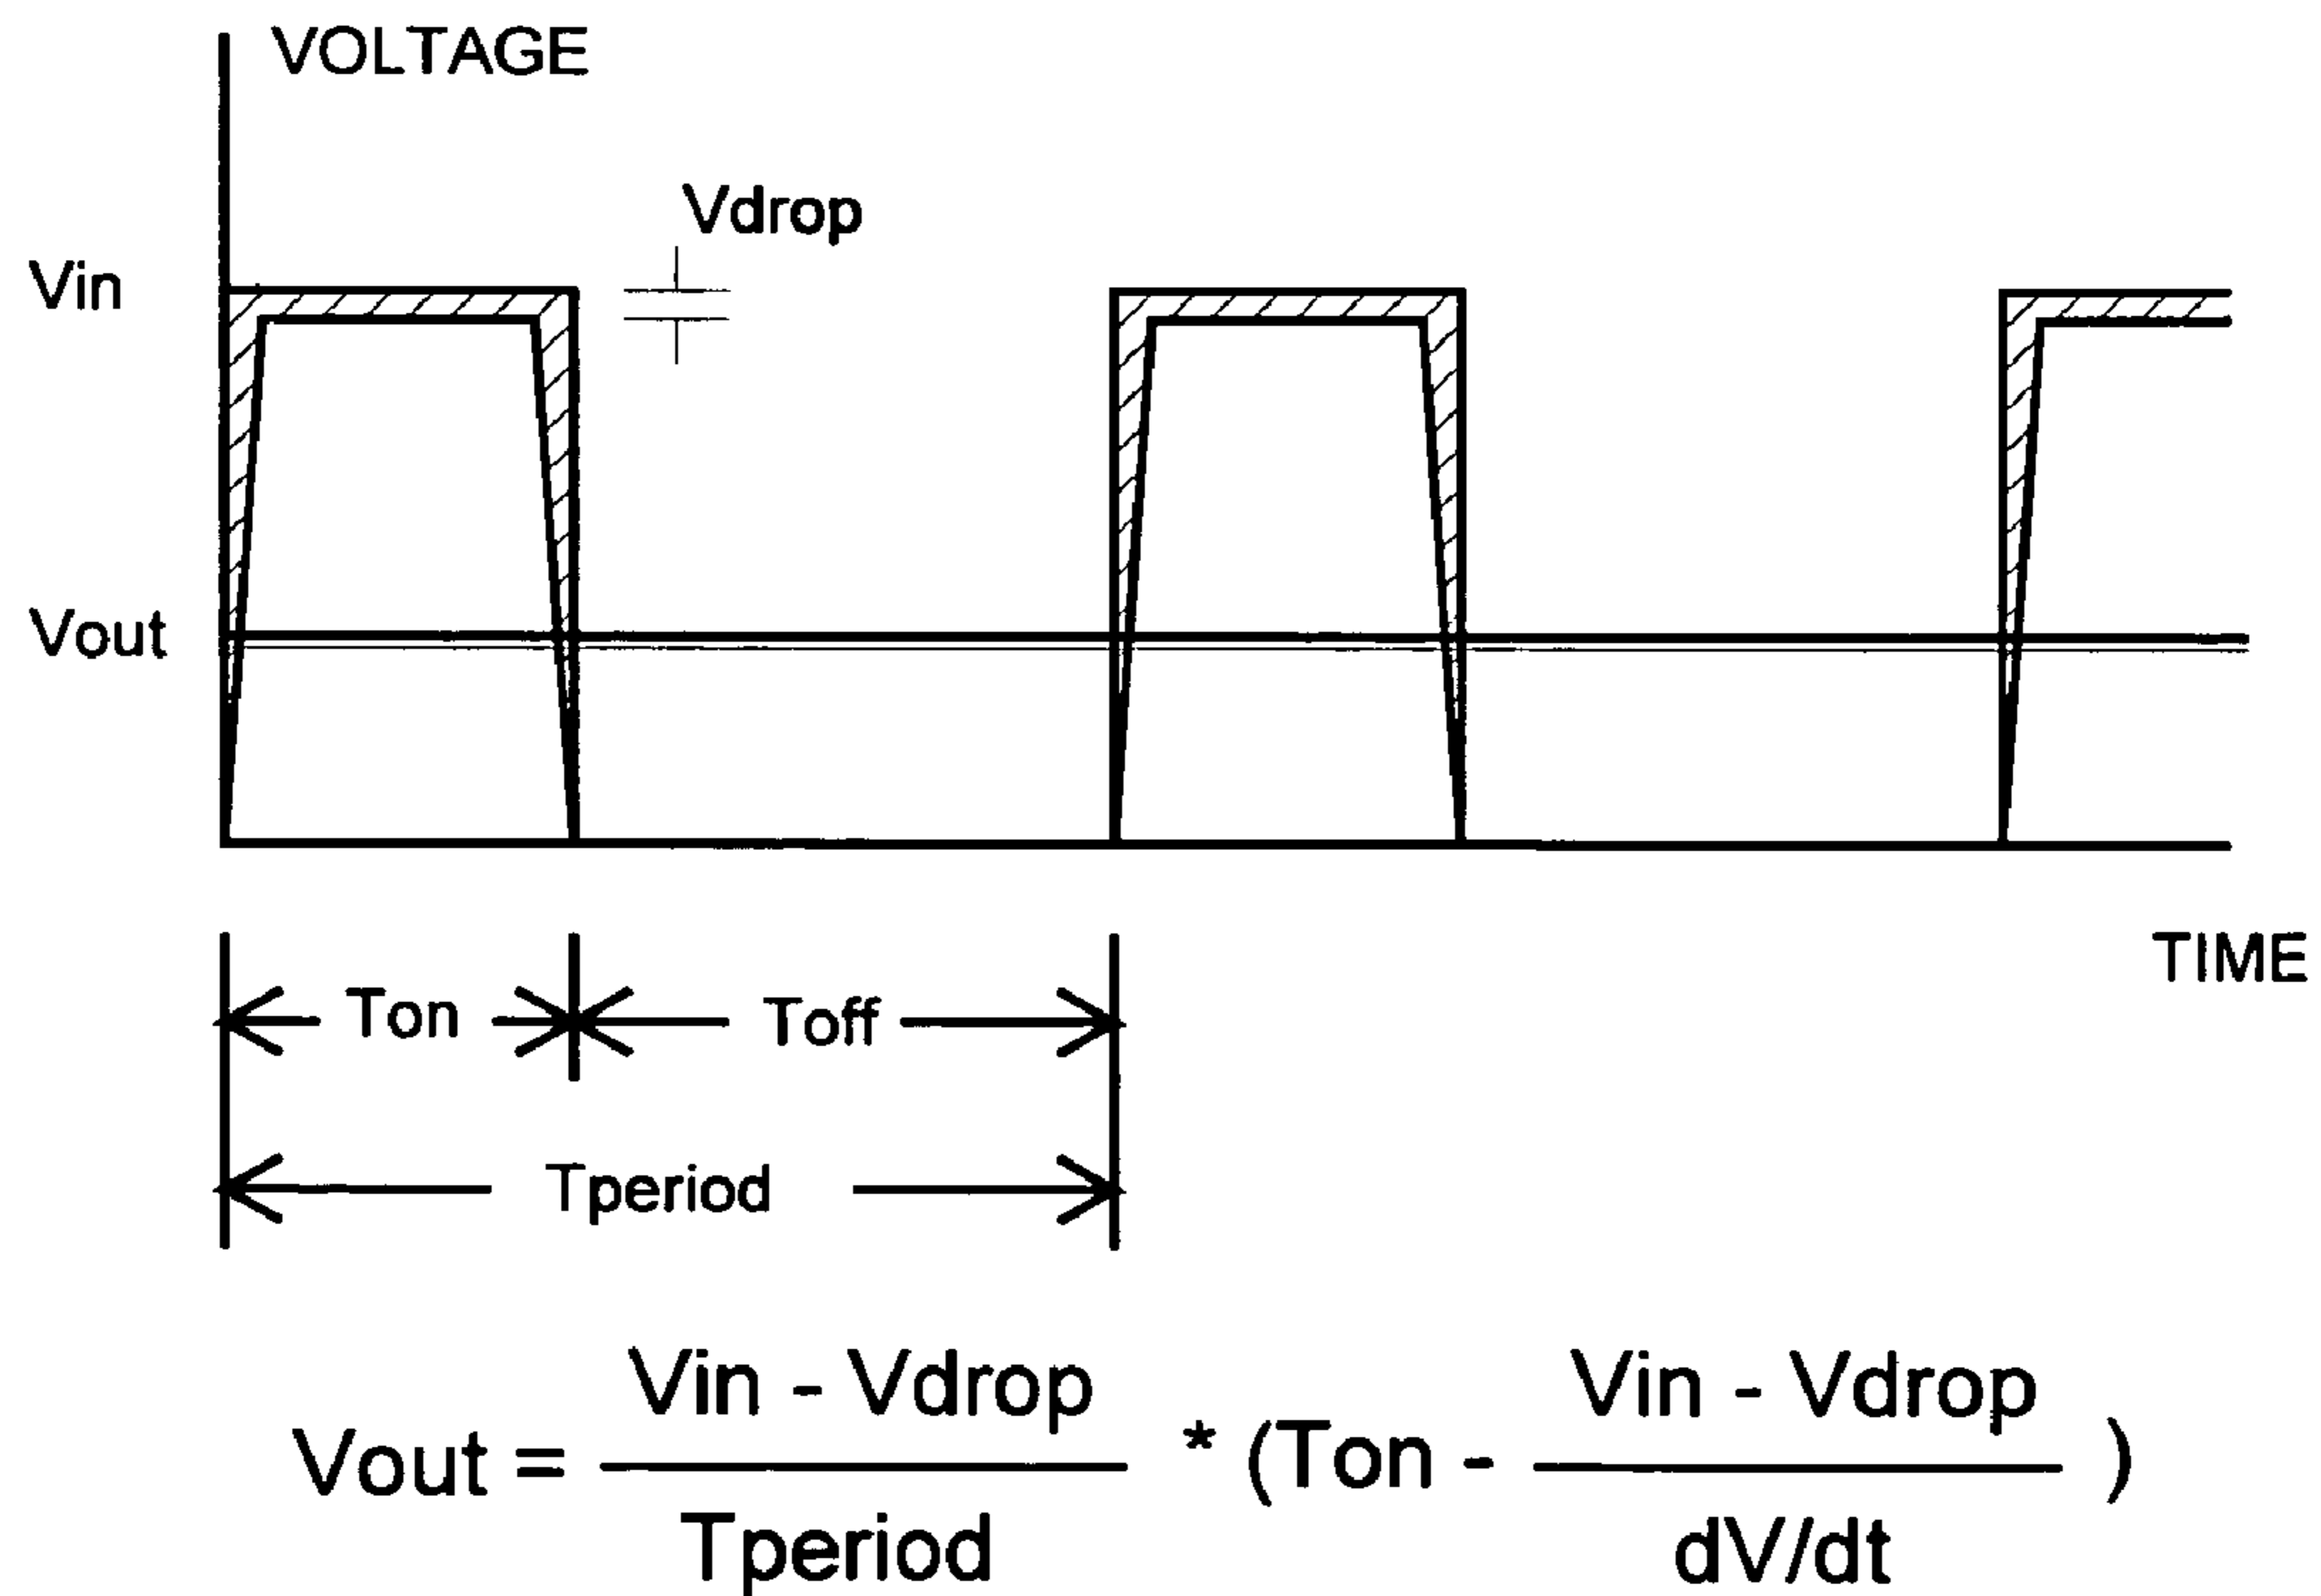 VOLTAGE
Vdrop
Vin
Vout
TIME
Ton
Toff
Tperiod
Vout = (Vin - Vdrop / Tperiod) * (Ton - Vin - Vdrop / dV/dt)